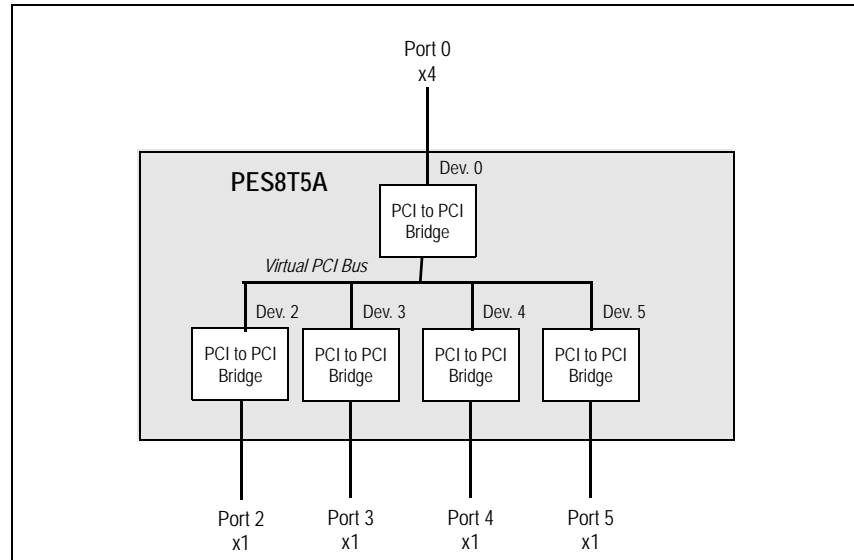 Port 0
x4
PES8T5A
Dev. 0
PCI to PCI
Bridge
Virtual PCI Bus
Dev. 2
Dev. 3
Dev. 4
Dev. 5
PCI to PCI
Bridge
PCI to PCI
Bridge
PCI to PCI
Bridge
PCI to PCI
Bridge
Port 2
x1
Port 3
x1
Port 4
x1
Port 5
x1